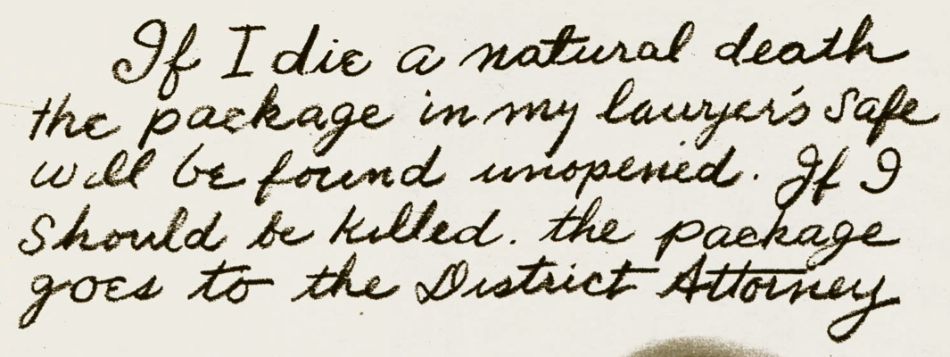 If I die a natural death
the package in my lawyer's safe
will be found unopened. If I
should be killed. the package
goes to the District Attorney